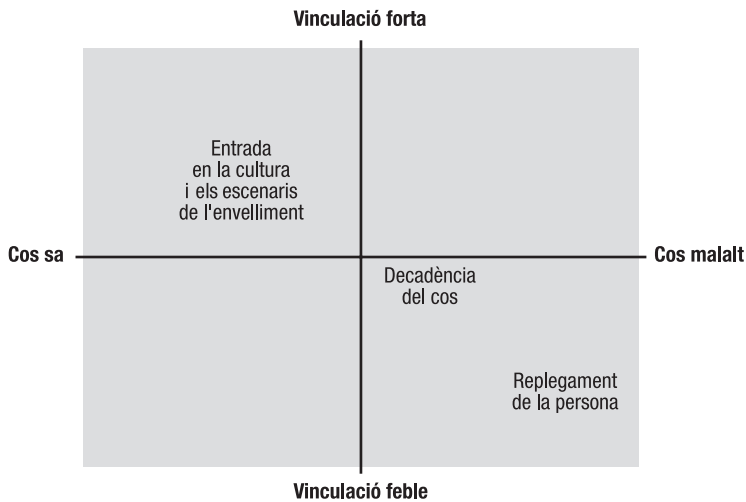 Vinculació forta
Entrada
en la cultura
i els escenaris
de l'envelliment
Cos sa
Cos malalt
Decadència
del cos
Replegament
de la persona
Vinculació feble